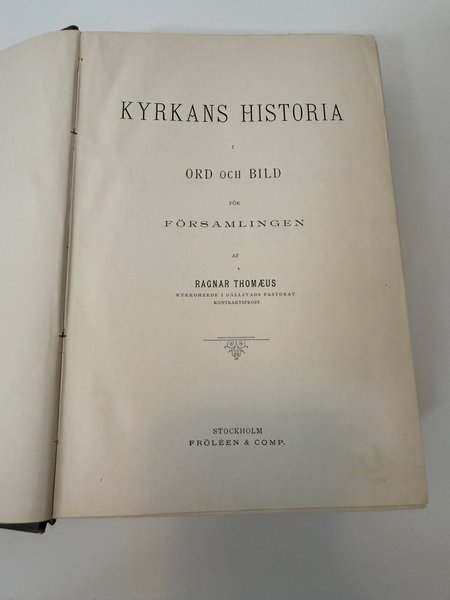 KYRKANS HISTORIA
I
ORD OCH BILD
FÖR
FÖRSAMLINGEN
AF
RAGNAR THOMÆUS
KYRKOHERDE I GÄLLSTADS PASTORAT
KONTRAKTSPROST
STOCKHOLM
FRÖLÉEN & COMP.